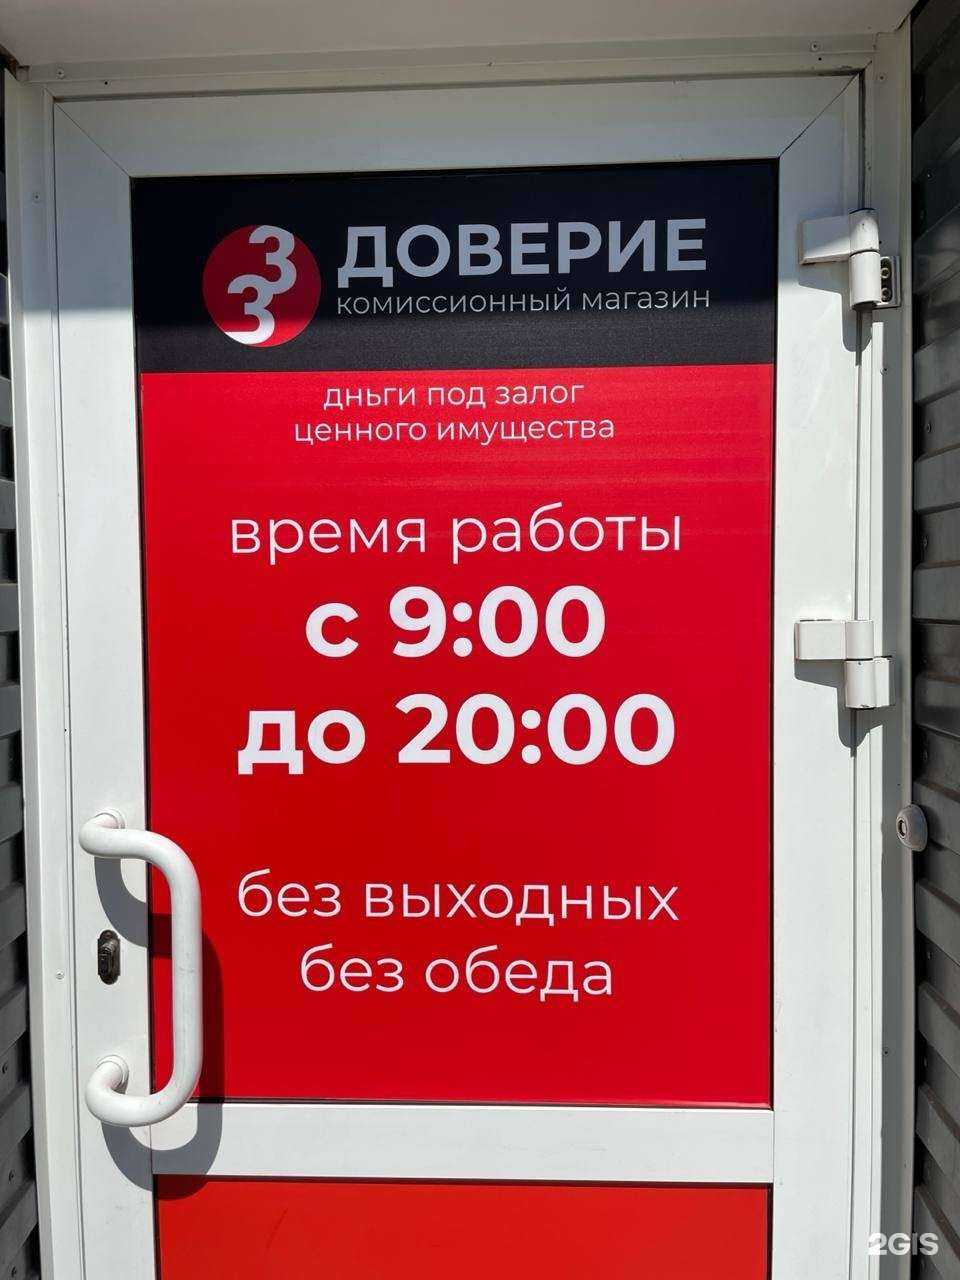 33 ДОВЕРИЕ
комиссионный магазин
дньги под залог
ценного имущества
время работы
с 9:00
до 20:00
без выходных
без обеда
2GIS